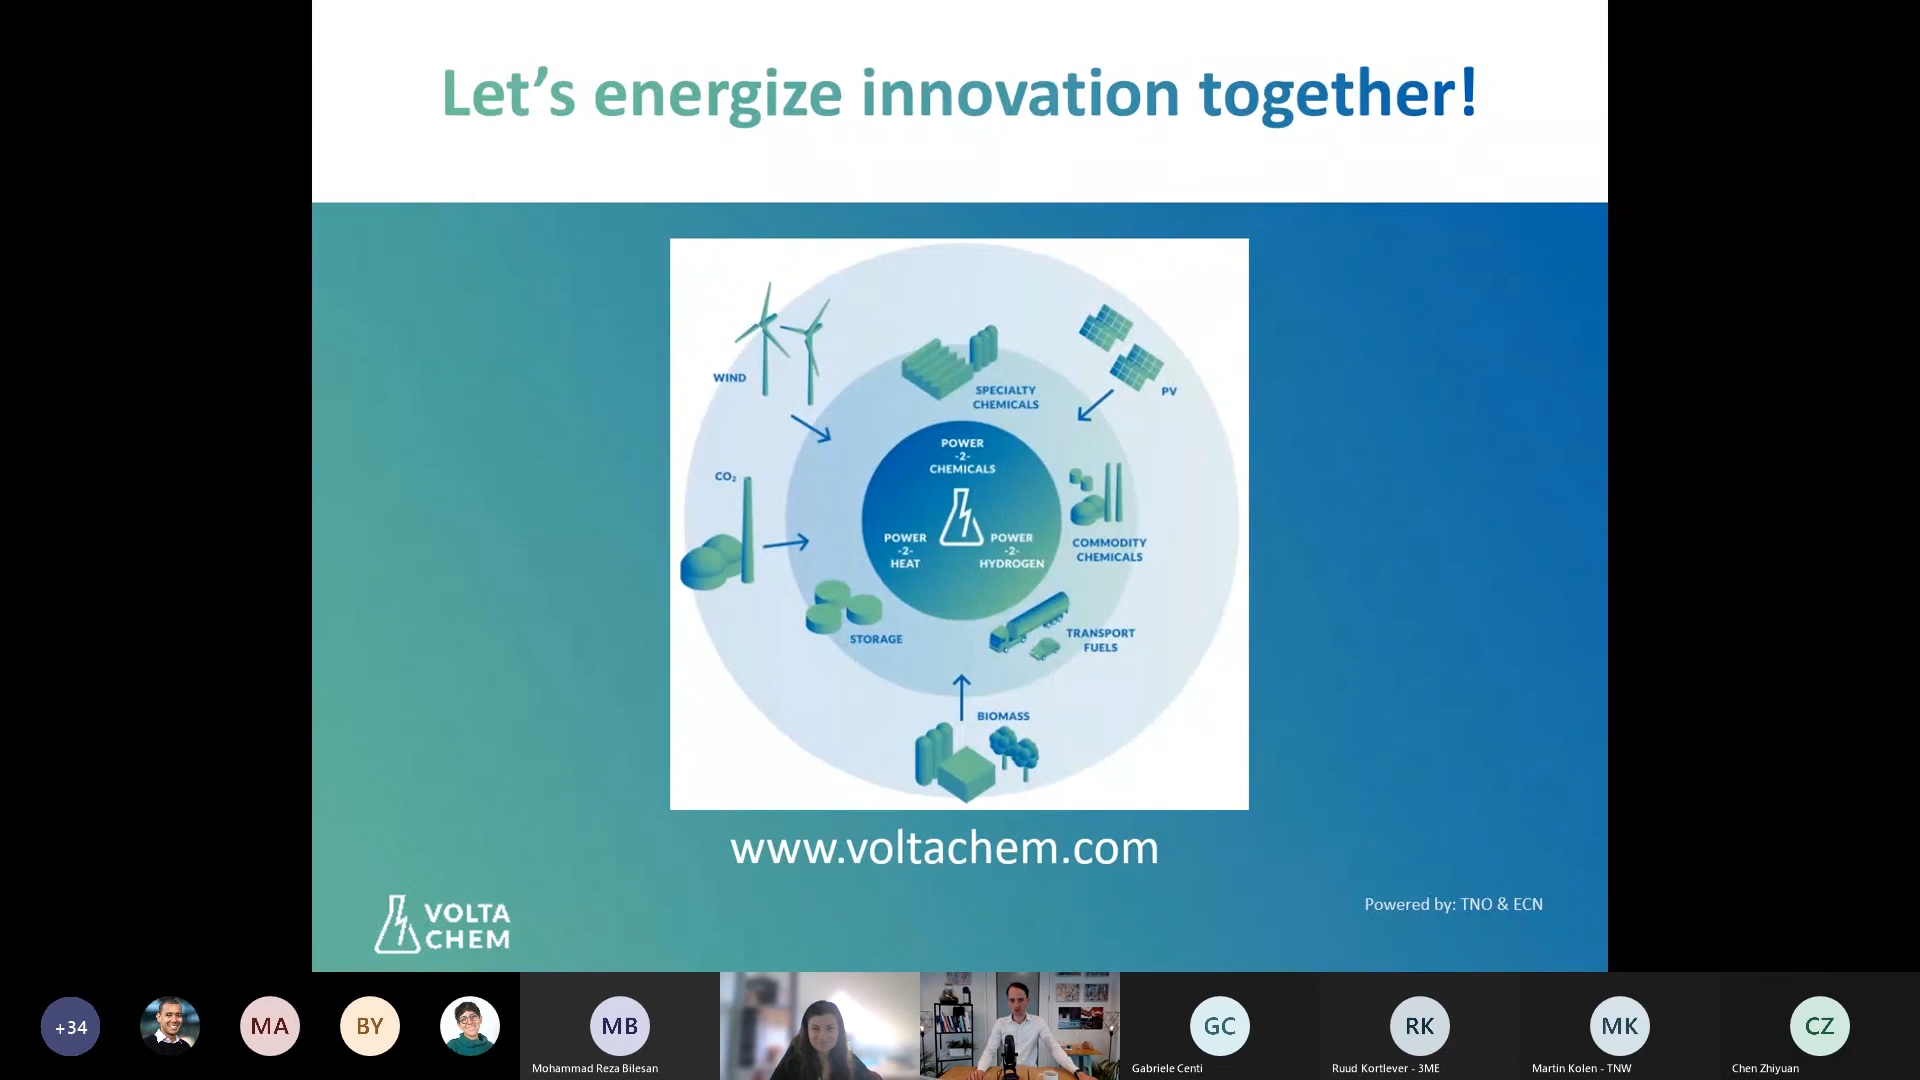 Let's energize innovation together!
WIND
SPECIALTY
CHEMICALS
PV
POWER
-2-
CHEMICALS
CO₂
POWER
-2-
HEAT
POWER
-2-
HYDROGEN
COMMODITY
CHEMICALS
STORAGE
TRANSPORT
FUELS
BIOMASS
www.voltachem.com
Powered by: TNO & ECN
VOLTA
CHEM
+34
MA
BY
MB
Mohammad Reza Bilesan
GC
Gabriele Centi
RK
Ruud Kortlever - 3ME
MK
Martin Kolen - TNW
CZ
Chen Zhiyuan